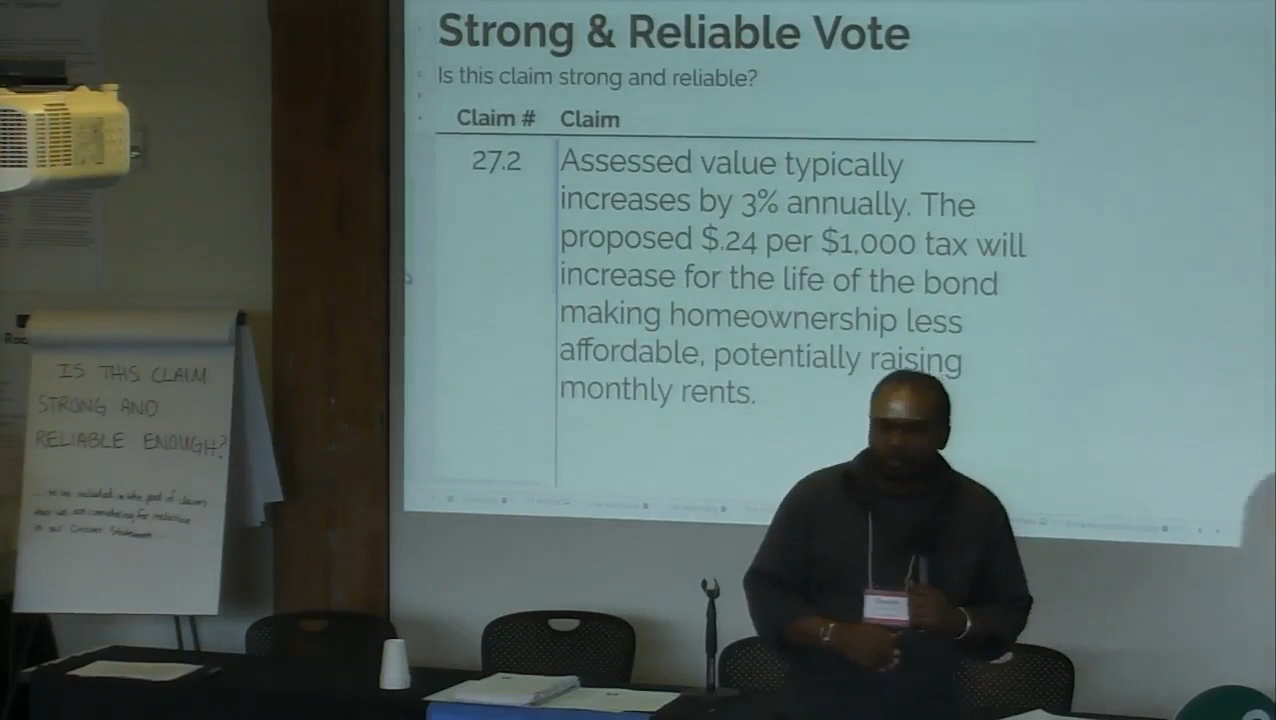 Strong & Reliable Vote
Is this claim strong and reliable?
Claim # Claim
27.2 Assessed value typically
increases by 3% annually. The
proposed $.24 per $1,000 tax will
increase for the life of the bond
making homeownership less
affordable, potentially raising
monthly rents.
IS THIS CLAIM
STRONG AND
RELIABLE ENOUGH?